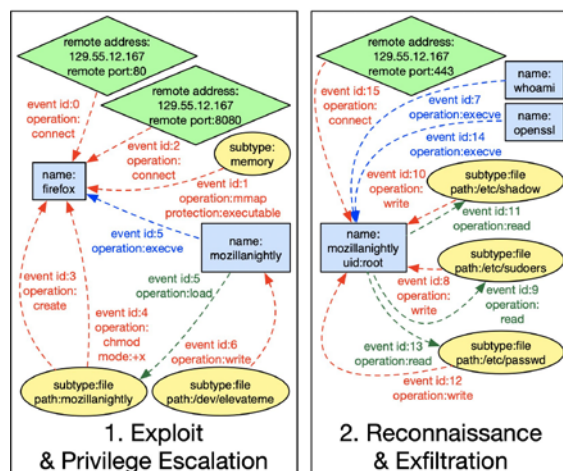 remote address:
129.55.12.167
remote port:80
remote address:
129.55.12.167
remote port:8080
event id:0
operation:
connect
event id:2
operation:
connect
subtype:
memory
name:
firefox
event id:1
operation:mmap
protection:executable
event id:5
operation:execve
name:
mozillanightly
event id:3
operation:
create
event id:5
operation:load
event id:4
operation:
chmod
mode:+x
event id:6
operation:write
subtype:file
path:mozillanightly
subtype:file
path:/dev/elevateme
1. Exploit
& Privilege Escalation
remote address:
129.55.12.167
remote port:443
name:
whoami
event id:15
operation:
connect
event id:7
operation:execve
name:
openssl
event id:14
operation:execve
event id:10
operation:
write
subtype:file
path:/etc/shadow
event id:11
operation:read
name:
mozillanightly
uid:root
subtype:file
path:/etc/sudoers
event id:8
operation:
write
event id:9
operation:
read
event id:13
operation:read
subtype:file
path:/etc/passwd
event id:12
operation:write
2. Reconnaissance
& Exfiltration